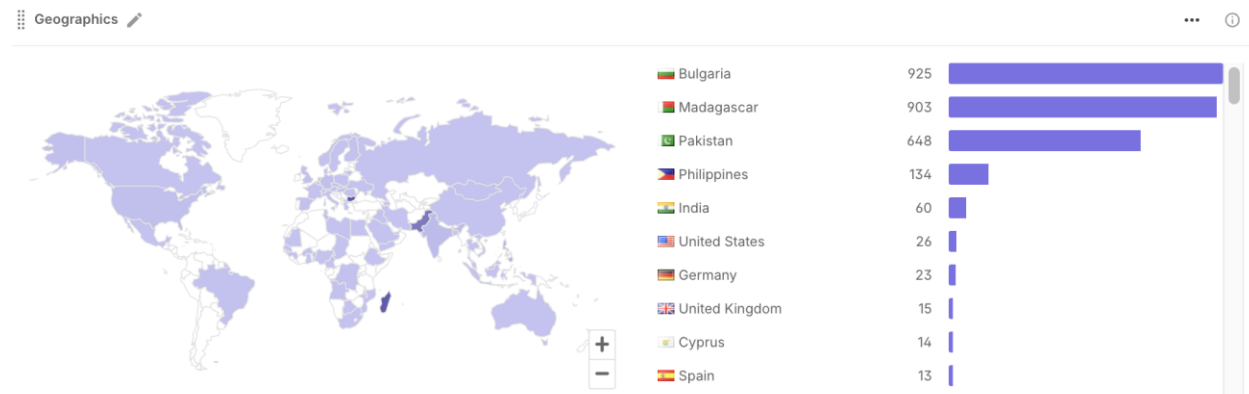 Geographics
Bulgaria 925
Madagascar 903
Pakistan 648
Philippines 134
India 60
United States 26
Germany 23
United Kingdom 15
Cyprus 14
Spain 13